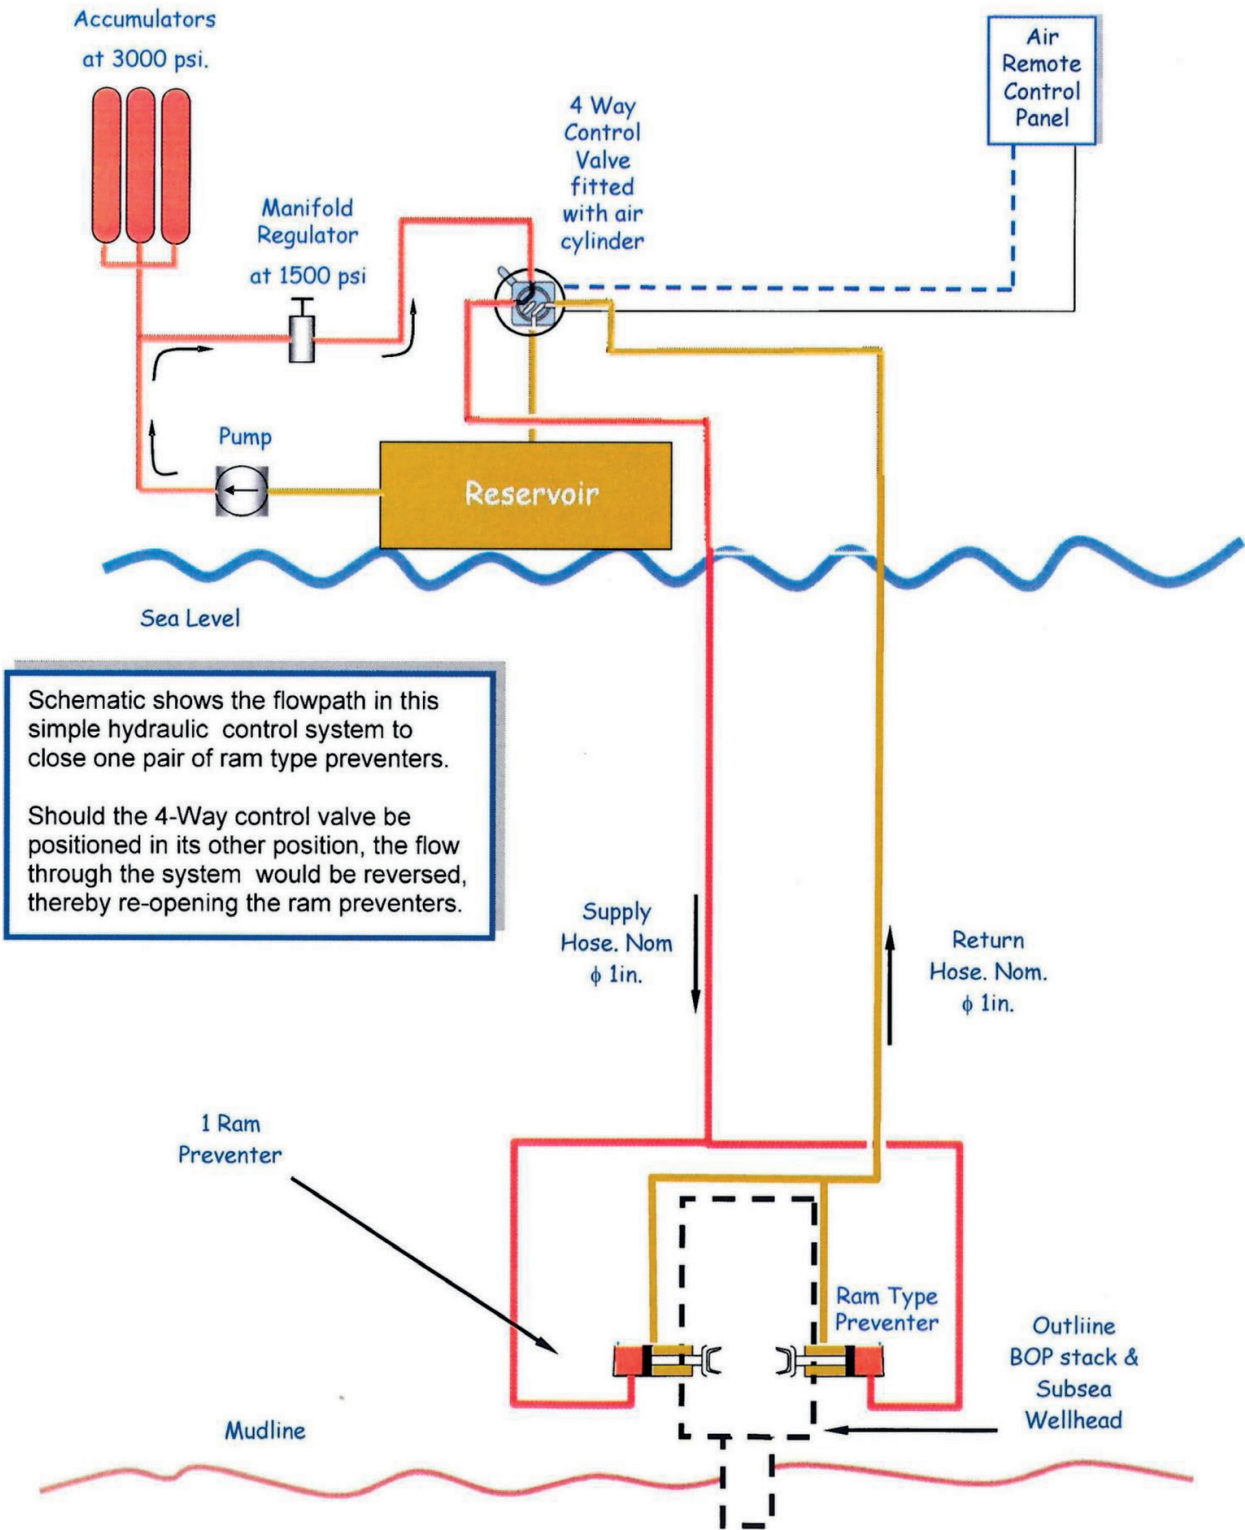 Accumulators
at 3000 psi.
Air
Remote
Control
Panel
4 Way
Control
Valve
fitted
with air
cylinder
Manifold
Regulator
at 1500 psi
Pump
Reservoir
Sea Level
Schematic shows the flowpath in this
simple hydraulic control system to
close one pair of ram type preventers.
Should the 4-Way control valve be
positioned in its other position, the flow
through the system would be reversed,
thereby re-opening the ram preventers.
Supply
Hose. Nom
ϕ 1in.
Return
Hose. Nom.
ϕ 1in.
1 Ram
Preventer
Ram Type
Preventer
Outliine
BOP stack &
Subsea
Wellhead
Mudline